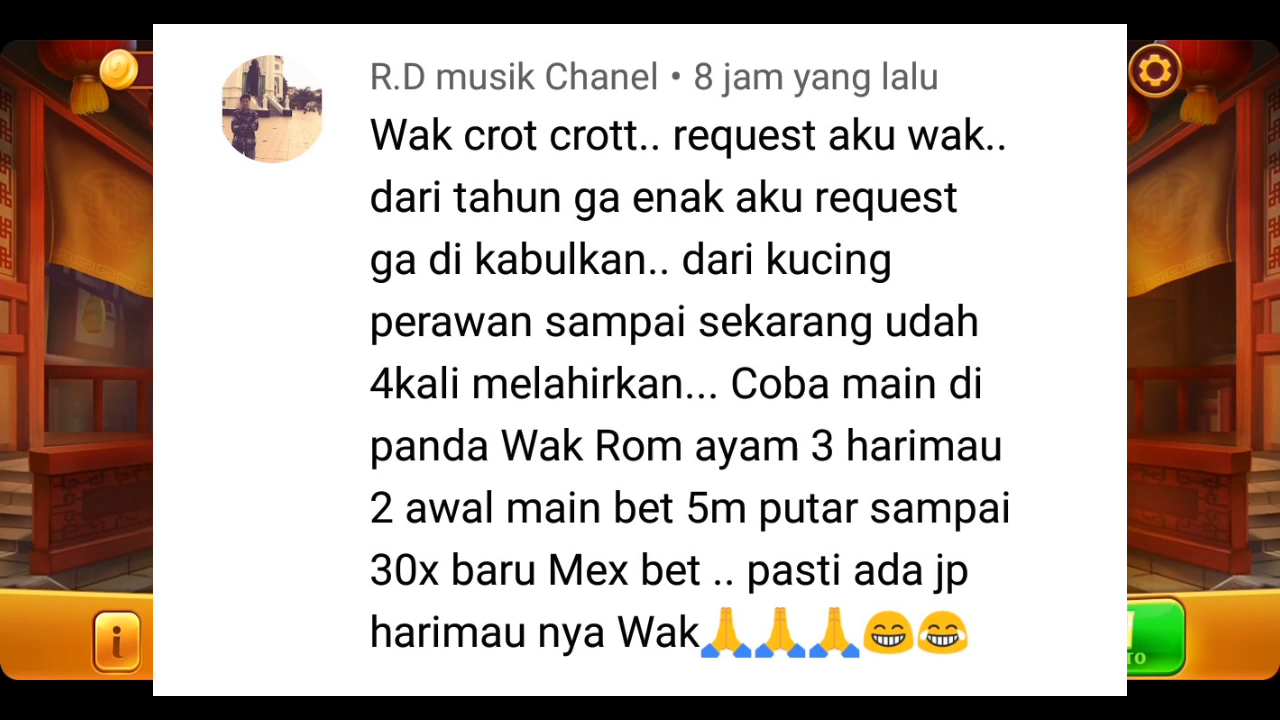 R.D musik Chanel • 8 jam yang lalu
Wak crot crott.. request aku wak..
dari tahun ga enak aku request
ga di kabulkan.. dari kucing
perawan sampai sekarang udah
4kali melahirkan... Coba main di
panda Wak Rom ayam 3 harimau
2 awal main bet 5m putar sampai
30x baru Mex bet .. pasti ada jp
harimau nya Wak🙏🙏🙏😁😂
i
TO